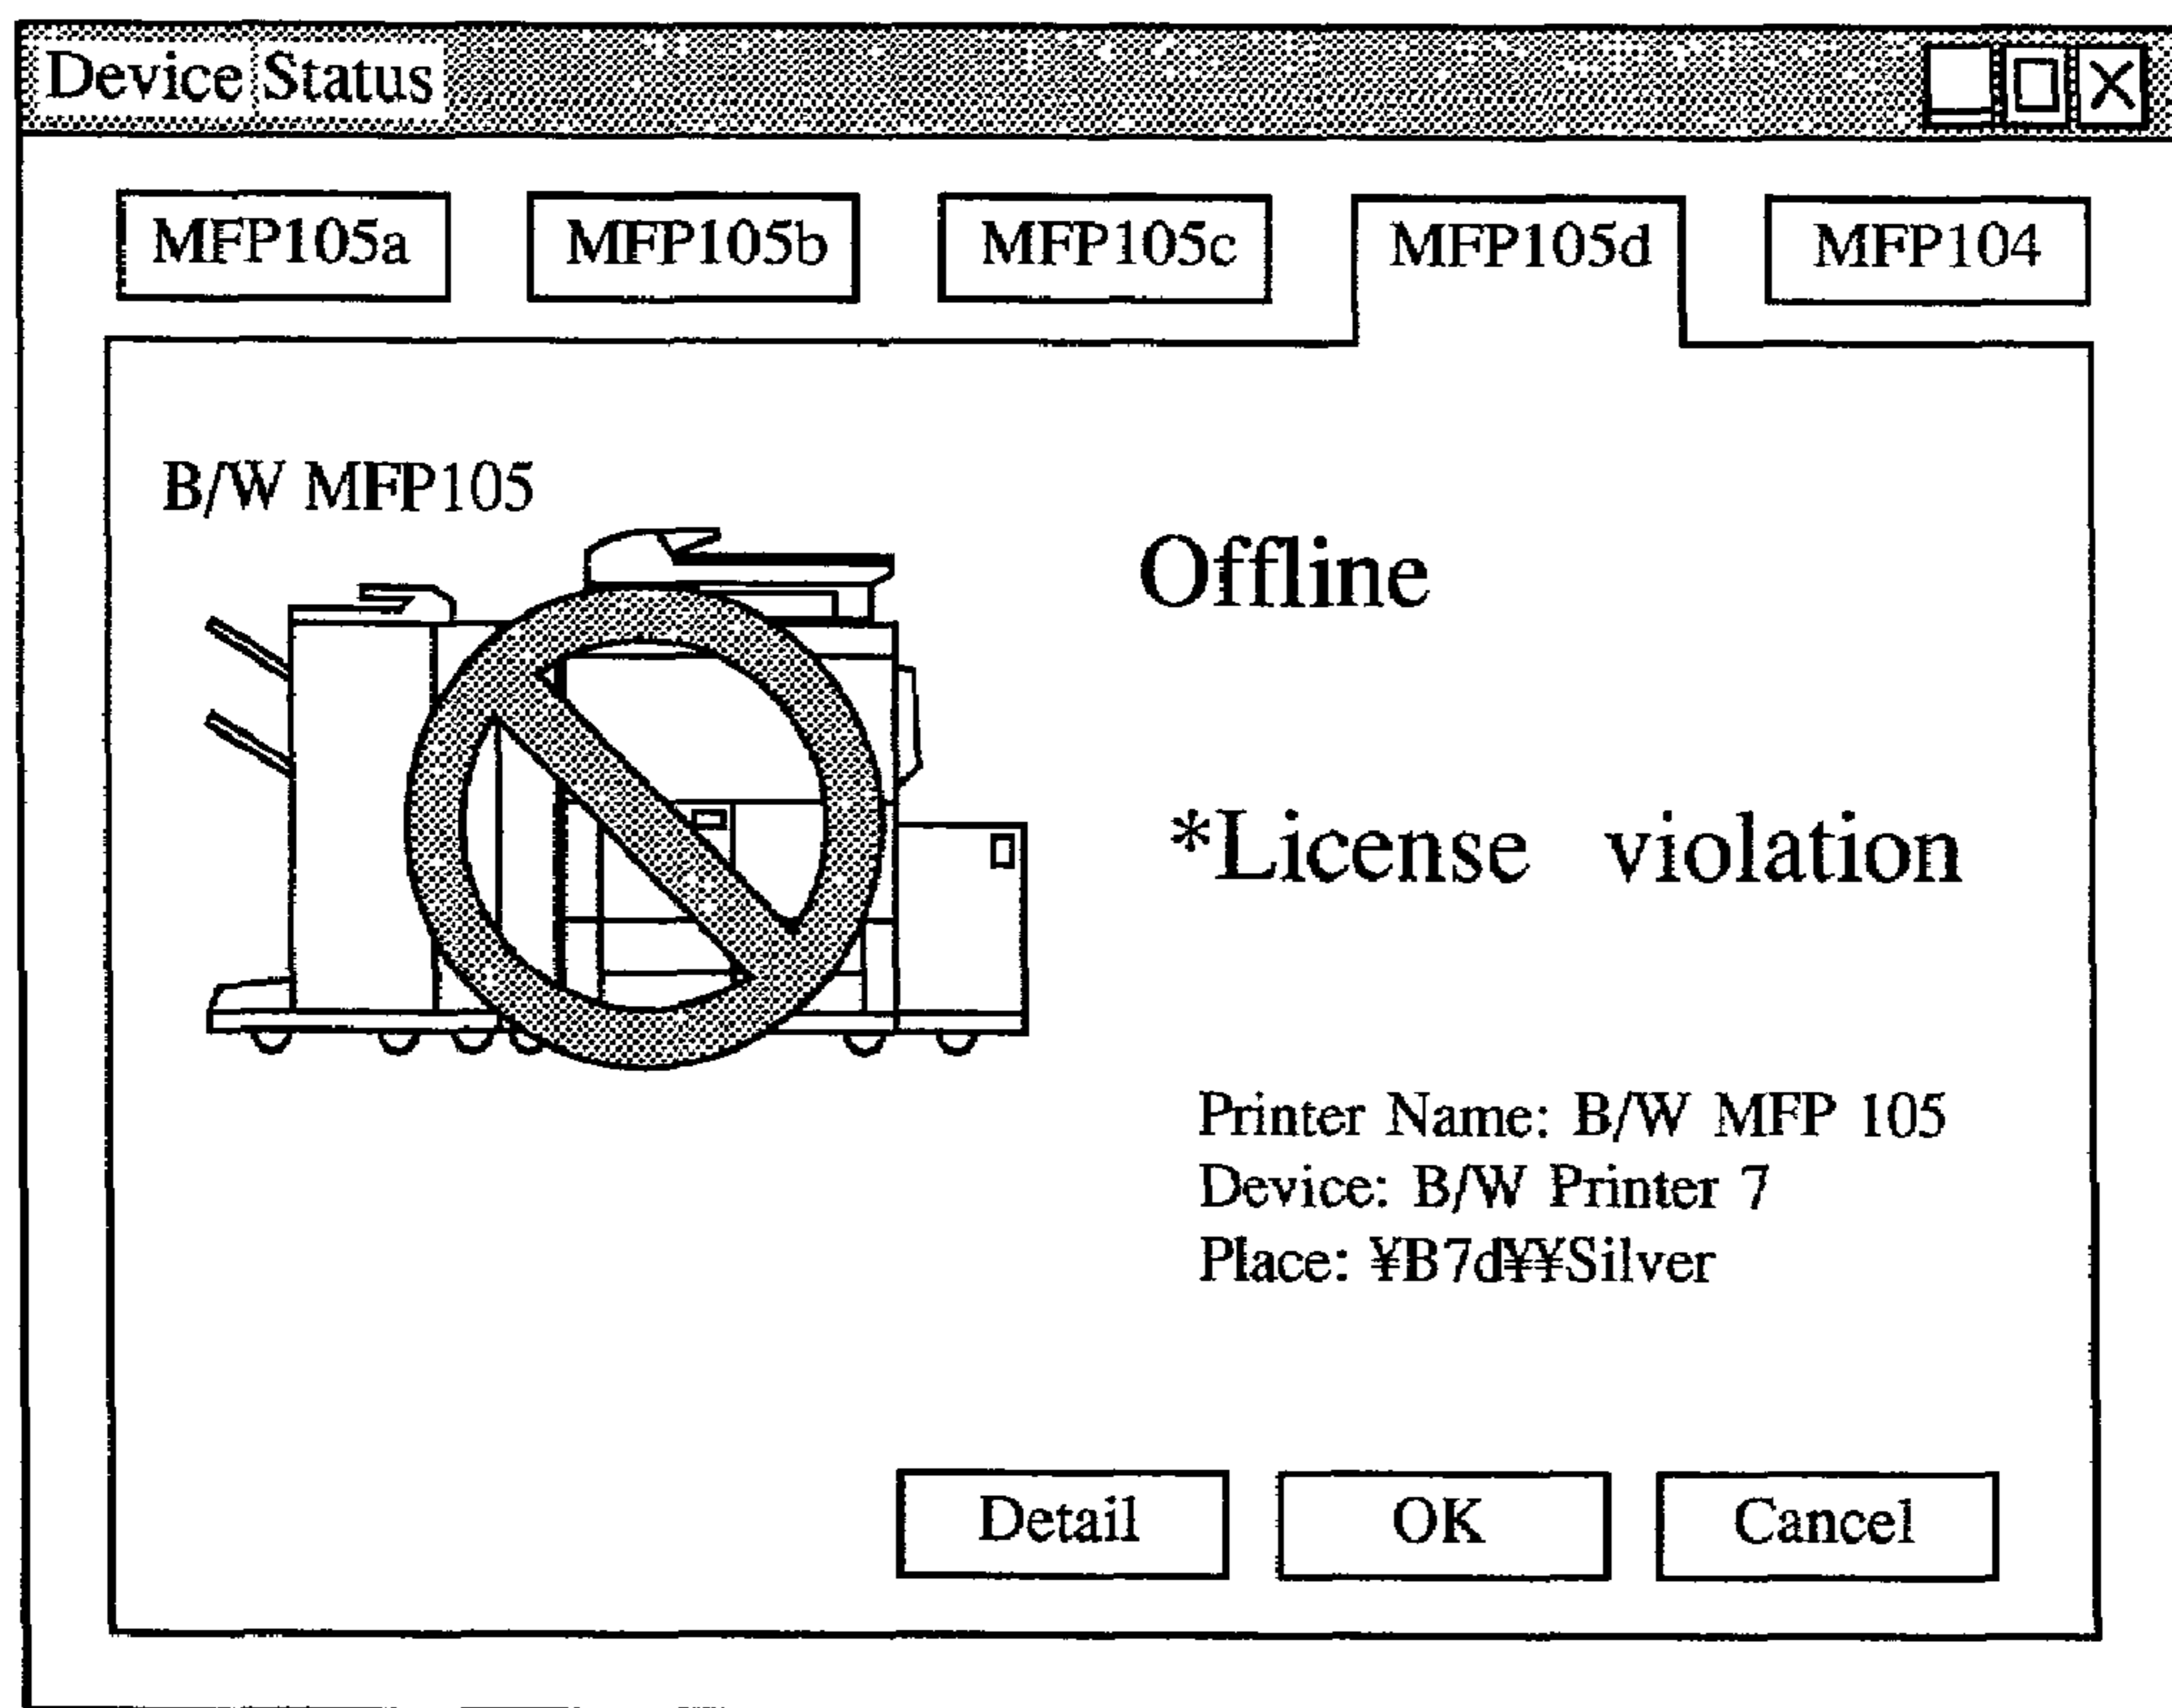 Device Status
MFP105a MFP105b MFP105c MFP105d MFP104
B/W MFP105
Offline
*License violation
Printer Name: B/W MFP 105
Device: B/W Printer 7
Place: ¥B7d¥¥Silver
Detail OK Cancel